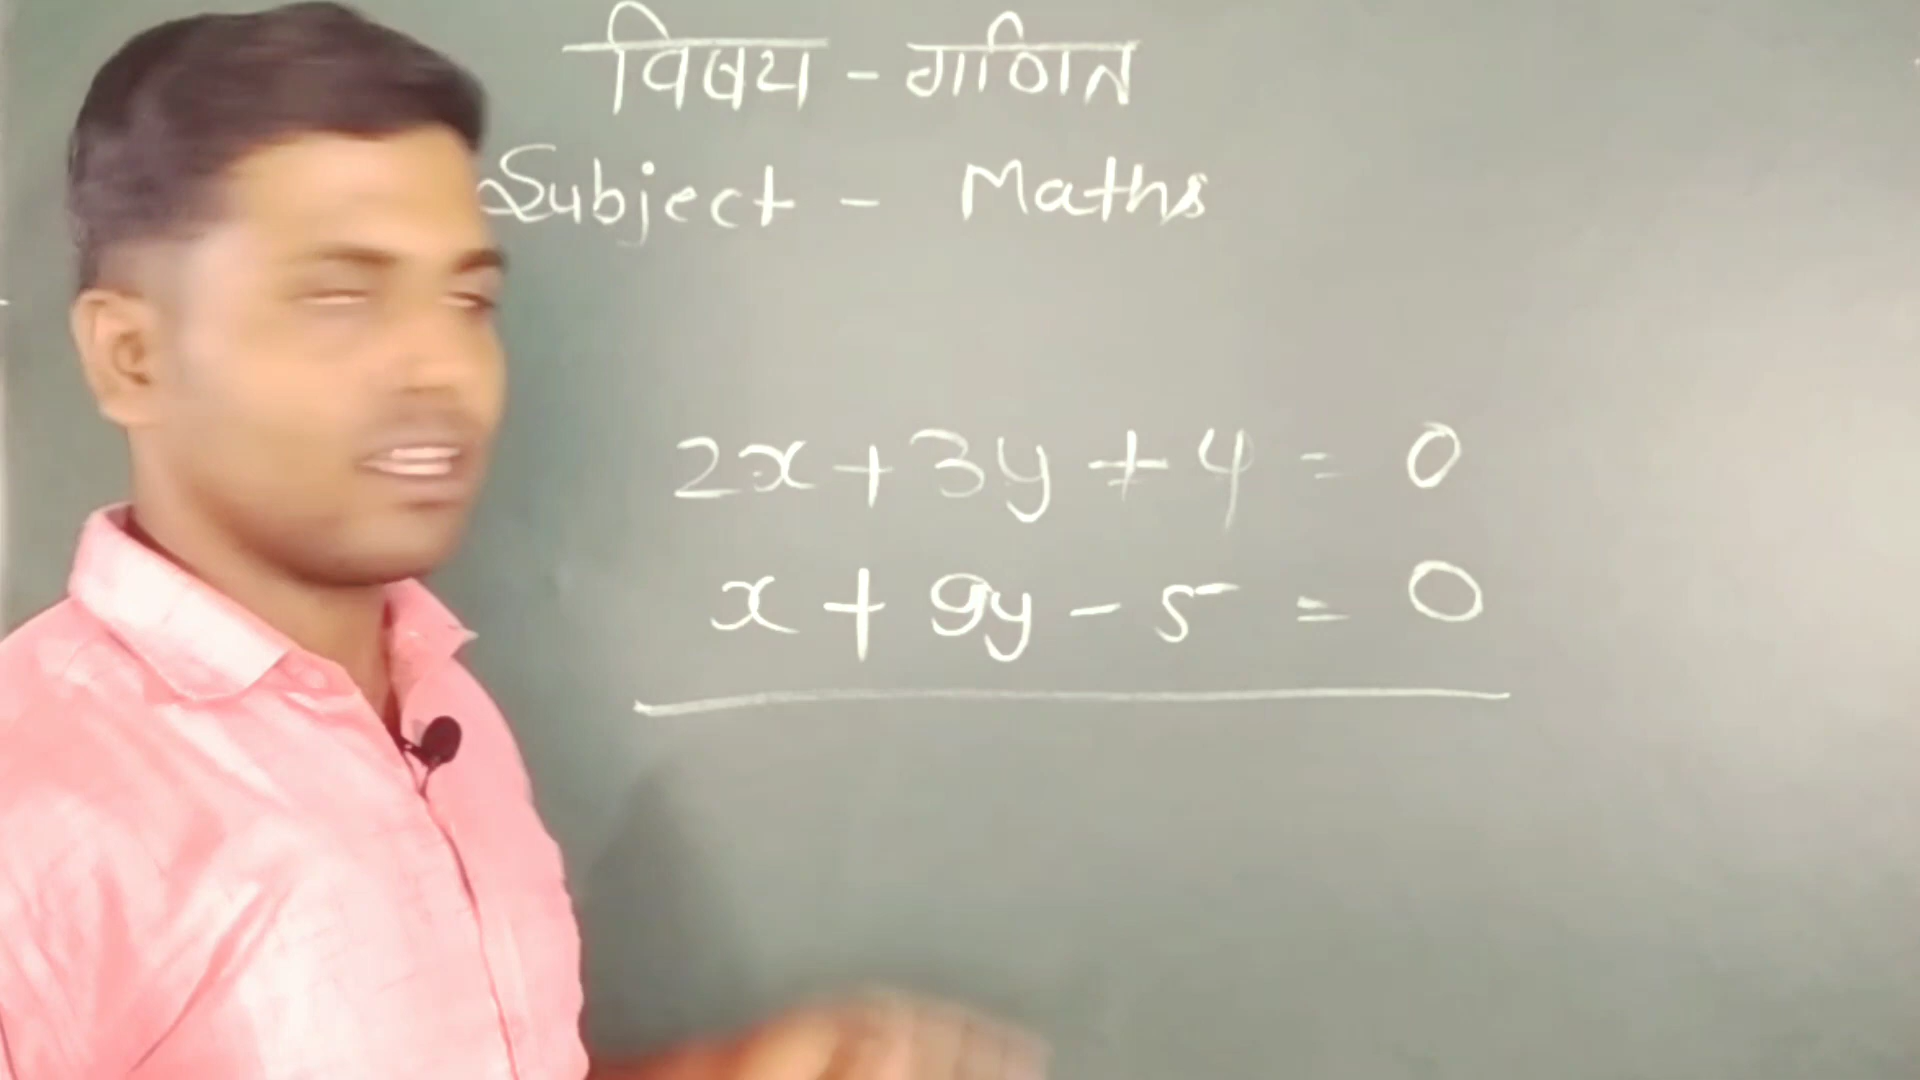 विषय - गणित
Subject - Maths
2x + 3y + 4 = 0
x + 9y - 5 = 0